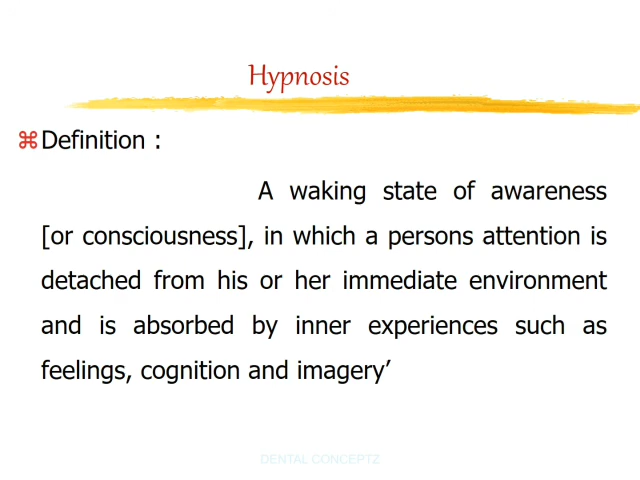 Hypnosis
Definition :
A waking state of awareness
[or consciousness], in which a persons attention is
detached from his or her immediate environment
and is absorbed by inner experiences such as
feelings, cognition and imagery’
DENTAL CONCEPTZ